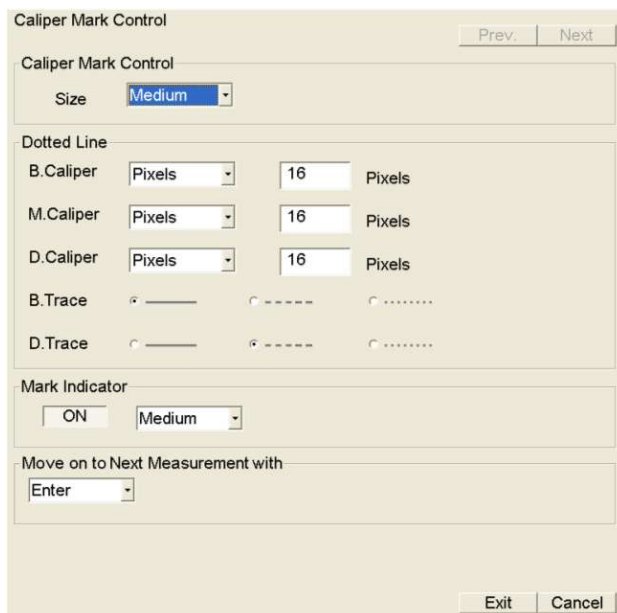 Caliper Mark Control
Prev. Next
Caliper Mark Control
Size Medium
Dotted Line
B.Caliper Pixels 16 Pixels
M.Caliper Pixels 16 Pixels
D.Caliper Pixels 16 Pixels
B.Trace
D.Trace
Mark Indicator
ON Medium
Move on to Next Measurement with
Enter
Exit Cancel